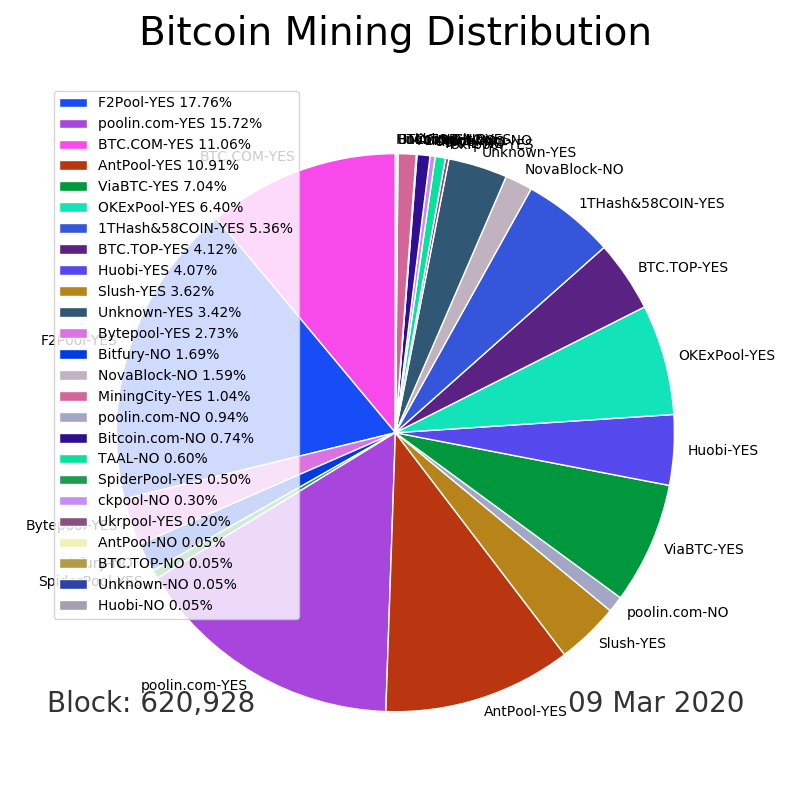 Bitcoin Mining Distribution
F2Pool-YES 17.76%
poolin.com-YES 15.72%
BTC.COM-YES 11.06%
AntPool-YES 10.91%
ViaBTC-YES 7.04%
OKExPool-YES 6.40%
1THash&58COIN-YES 5.36%
BTC.TOP-YES 4.12%
Huobi-YES 4.07%
Slush-YES 3.62%
Unknown-YES 3.42%
Bytepool-YES 2.73%
Bitfury-NO 1.69%
NovaBlock-NO 1.59%
MiningCity-YES 1.04%
poolin.com-NO 0.94%
Bitcoin.com-NO 0.74%
TAAL-NO 0.60%
SpiderPool-YES 0.50%
ckpool-NO 0.30%
Ukrpool-YES 0.20%
AntPool-NO 0.05%
BTC.TOP-NO 0.05%
Unknown-NO 0.05%
Huobi-NO 0.05%
BTC.COM-YES
F2Pool-YES
Bytepool-YES
SpiderPool-YES
poolin.com-YES
AntPool-YES
Slush-YES
poolin.com-NO
ViaBTC-YES
Huobi-YES
OKExPool-YES
BTC.TOP-YES
1THash&58COIN-YES
NovaBlock-NO
Unknown-YES
Block: 620,928
09 Mar 2020